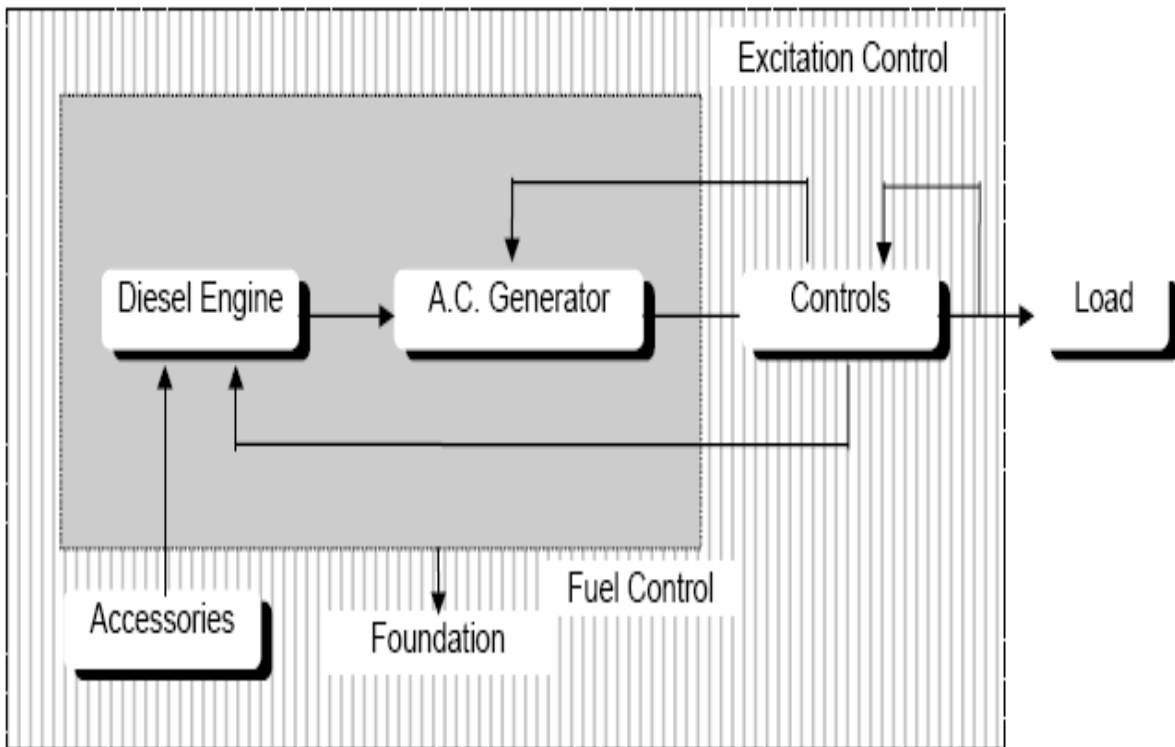 Excitation Control
Diesel Engine
A.C. Generator
Controls
Load
Fuel Control
Accessories
Foundation